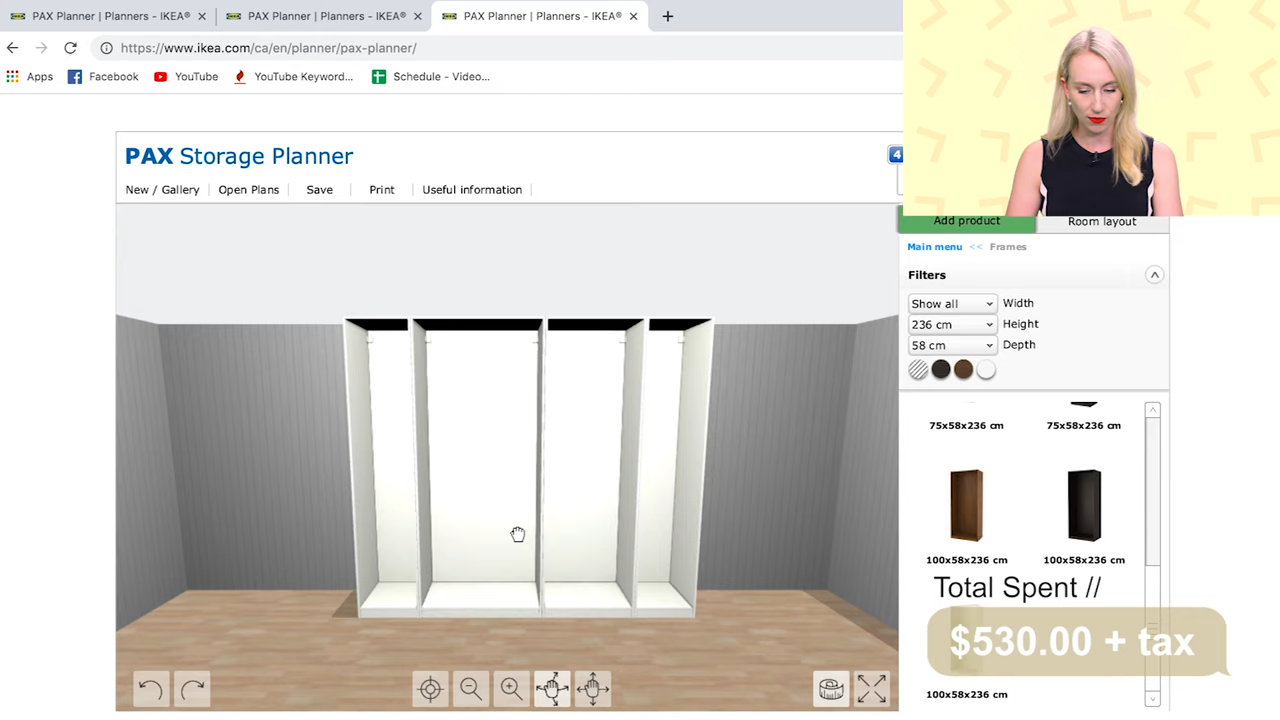 PAX Planner | Planners - IKEA®
PAX Planner | Planners - IKEA®
PAX Planner | Planners - IKEA®
https://www.ikea.com/ca/en/planner/pax-planner/
Apps
Facebook
YouTube
YouTube Keyword...
Schedule - Video...
PAX Storage Planner
4
New / Gallery
Open Plans
Save
Print
Useful information
Add product
Room layout
Main menu << Frames
Filters
Show all Width
236 cm Height
58 cm Depth
75x58x236 cm
75x58x236 cm
100x58x236 cm
100x58x236 cm
Total Spent //
$530.00 + tax
100x58x236 cm